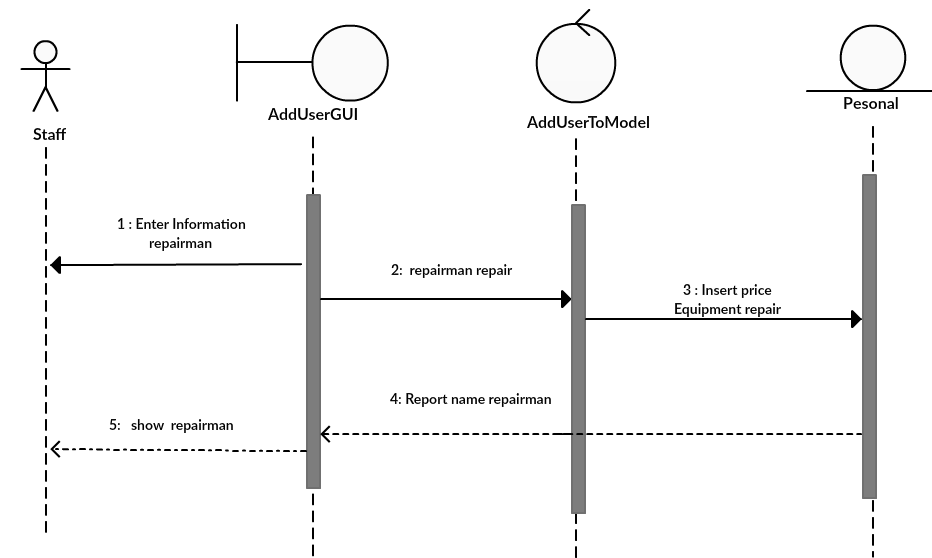 AddUserGUI
Pesonal
AddUserToModel
Staff
1 : Enter Information
repairman
2: repairman repair
3 : Insert price
Equipment repair
4: Report name repairman
5: show repairman